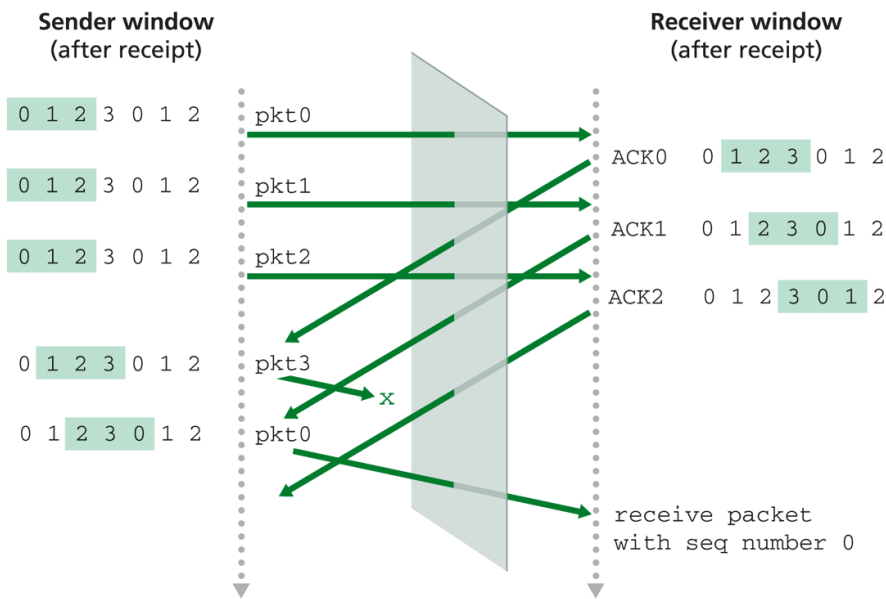 Sender window
(after receipt)
Receiver window
(after receipt)
0 1 2 3 0 1 2
pkt0
ACK0 0 1 2 3 0 1 2
0 1 2 3 0 1 2
pkt1
ACK1 0 1 2 3 0 1 2
0 1 2 3 0 1 2
pkt2
ACK2 0 1 2 3 0 1 2
0 1 2 3 0 1 2
pkt3
x
0 1 2 3 0 1 2
pkt0
receive packet
with seq number 0